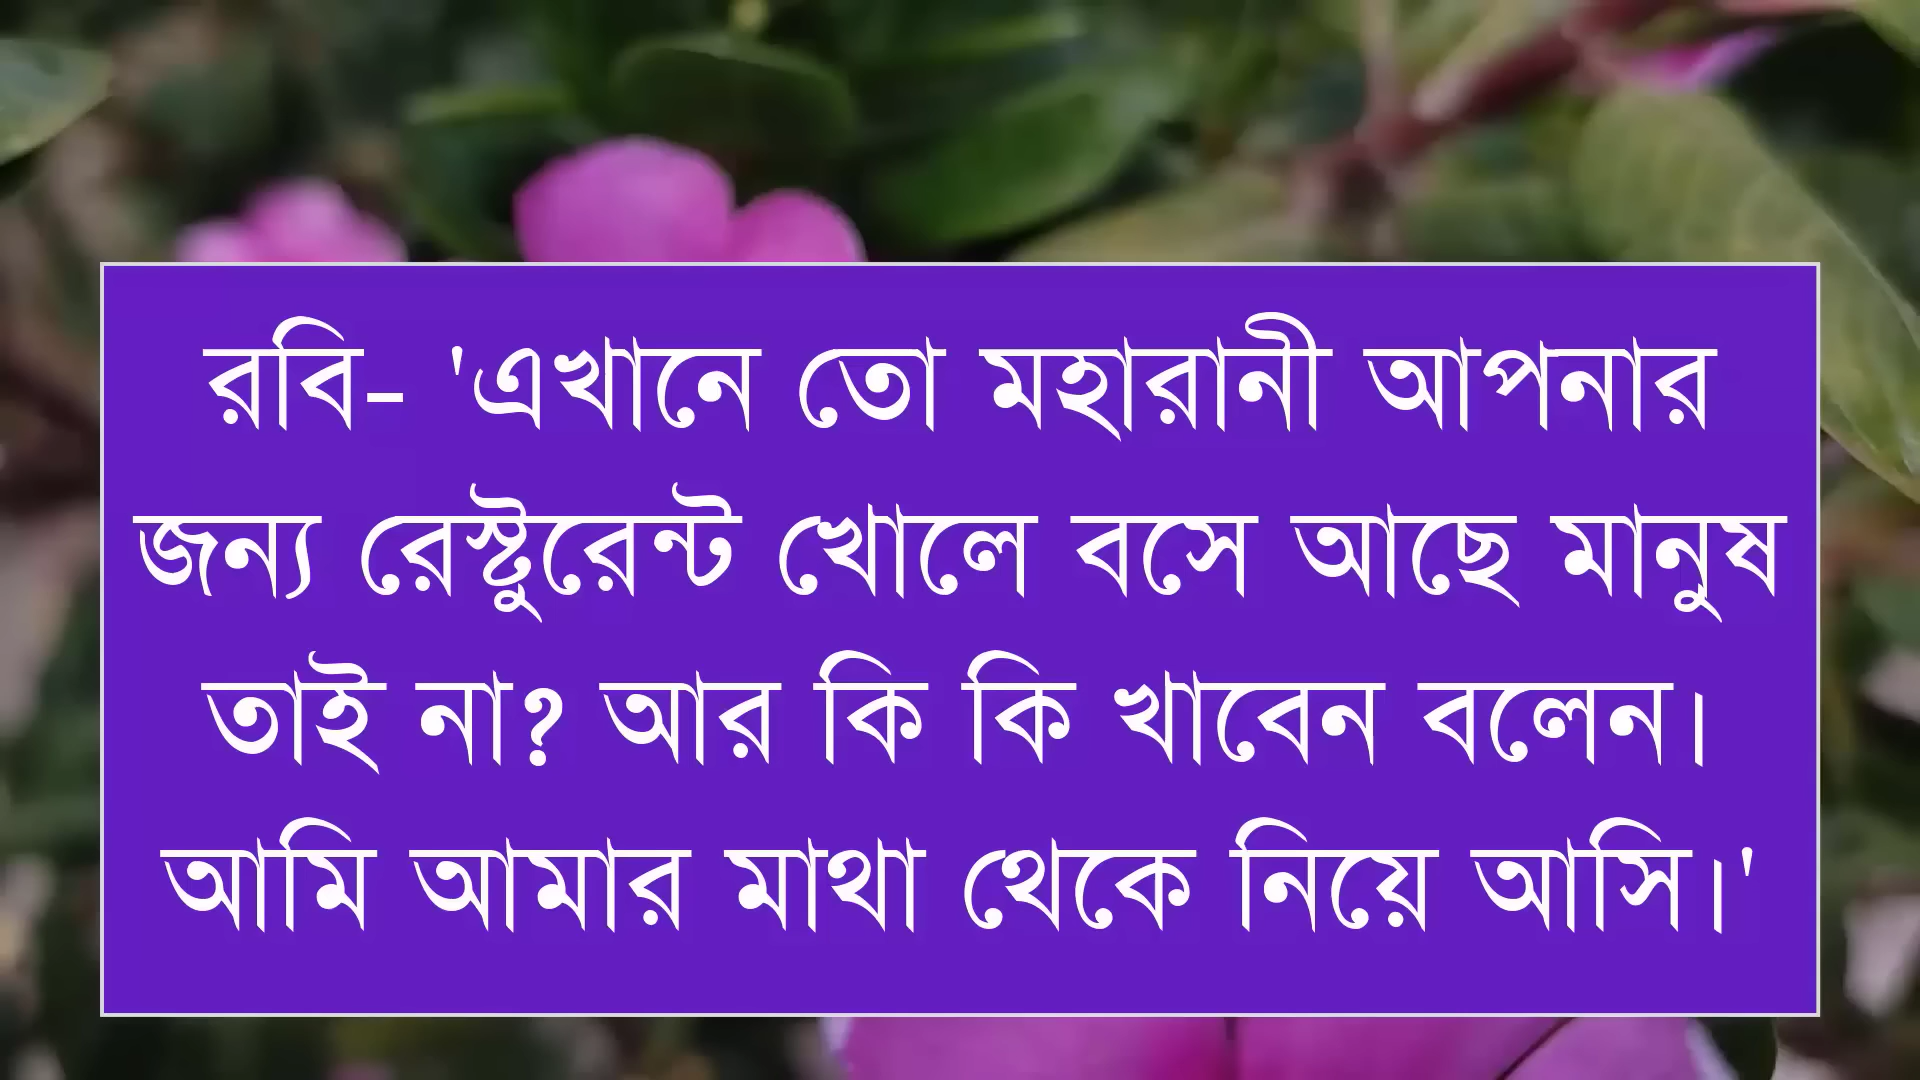 রবি- 'এখানে তো মহারানী আপনার
জন্য রেস্টুরেন্ট খোলে বসে আছে মানুষ
তাই না? আর কি কি খাবেন বলেন।
আমি আমার মাথা থেকে নিয়ে আসি।'